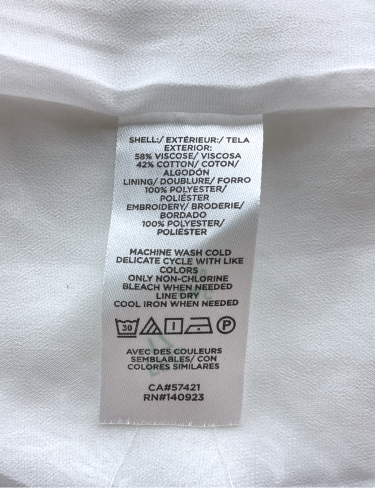 SHELL:/ EXTÉRIEUR:/ TELA
EXTERIOR:
58% VISCOSE/ VISCOSA
42% COTTON/ COTON/
ALGODÓN
LINING/ DOUBLURE/ FORRO
100% POLYESTER/
POLIÉSTER
EMBROIDERY/ BRODERIE/
BORDADO
100% POLYESTER/
POLIÉSTER
MACHINE WASH COLD
DELICATE CYCLE WITH LIKE
COLORS
ONLY NON-CHLORINE
BLEACH WHEN NEEDED
LINE DRY
COOL IRON WHEN NEEDED
30 P
AVEC DES COULEURS
SEMBLABLES/ CON
COLORES SIMILARES
CA#57421
RN#140923